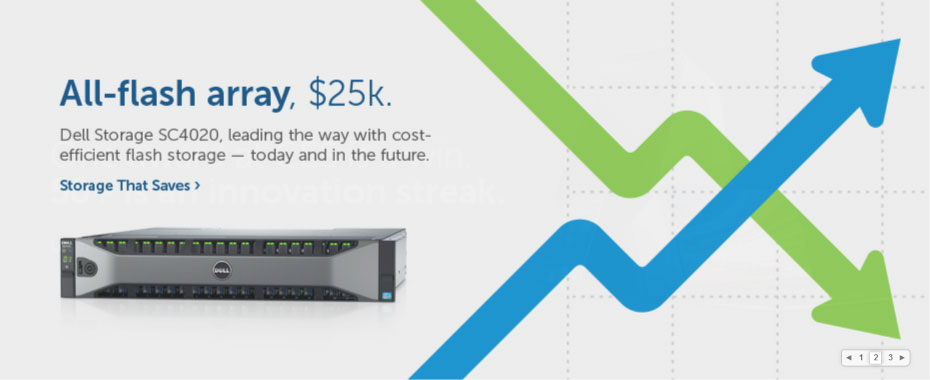 All-flash array, $25k.
Dell Storage SC4020, leading the way with cost-
efficient flash storage — today and in the future.
Storage That Saves ›
DELL
◄ 1 2 3 ►